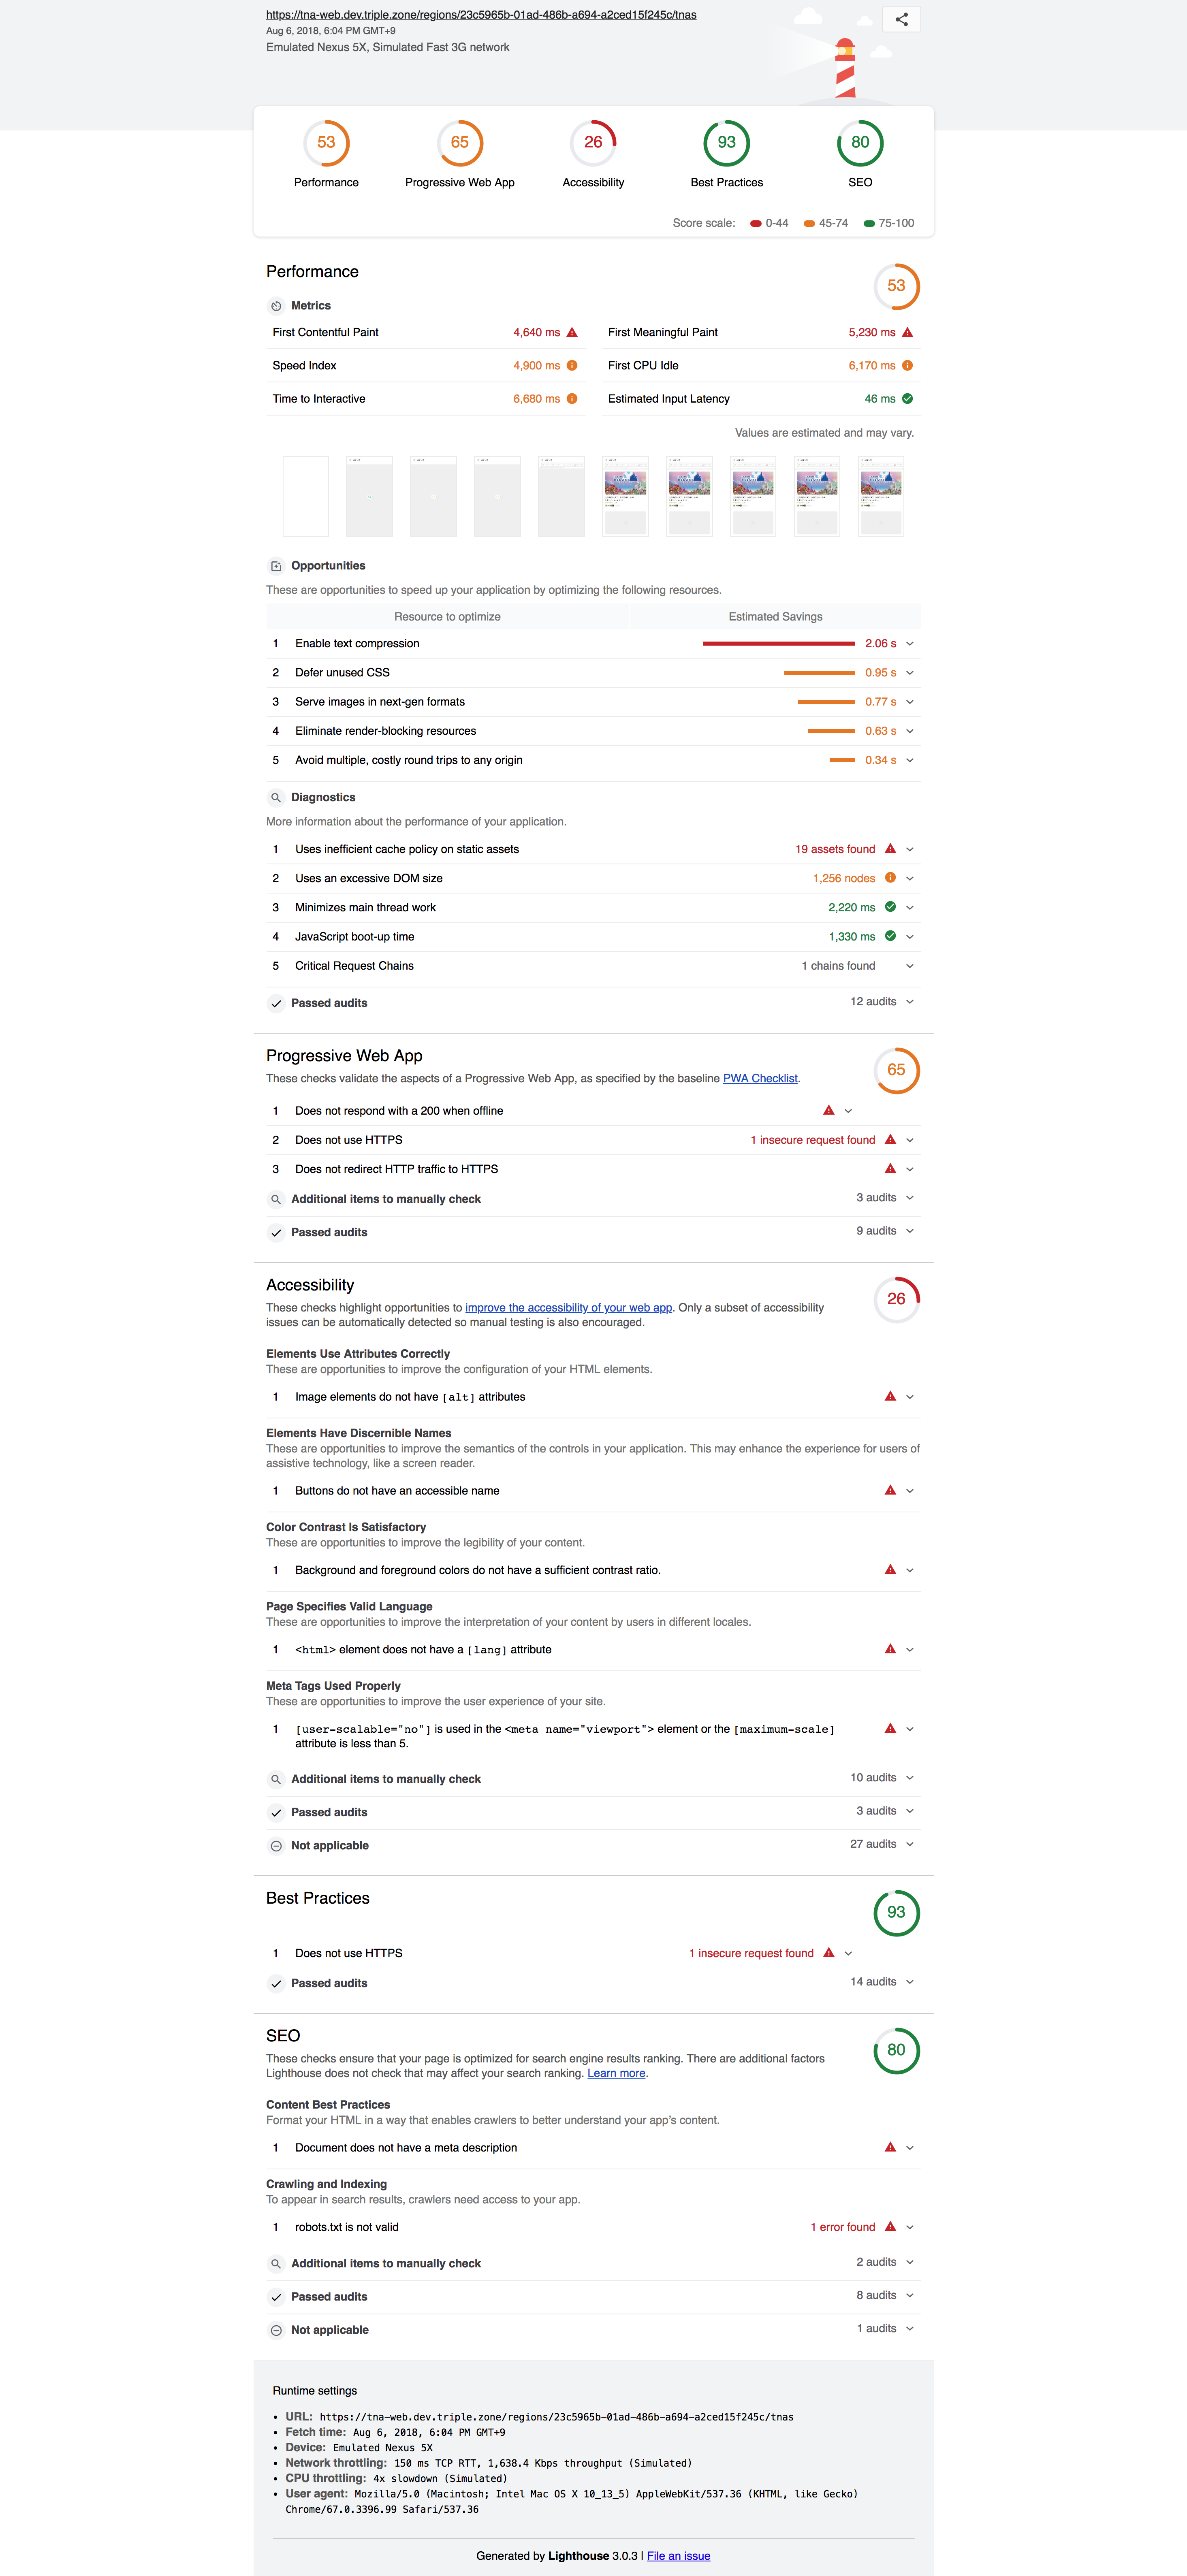 https://tna-web.dev.triple.zone/regions/23c5965b-01ad-486b-a694-a2ced15f245c/tnas
Aug 6, 2018, 6:04 PM GMT+9
Emulated Nexus 5X, Simulated Fast 3G network
53 65 26 93 80
Performance Progressive Web App Accessibility Best Practices SEO
Score scale: 0-44 45-74 75-100
Performance 53
Metrics
First Contentful Paint 4,640 ms First Meaningful Paint 5,230 ms
Speed Index 4,900 ms First CPU Idle 6,170 ms
Time to Interactive 6,680 ms Estimated Input Latency 46 ms
Values are estimated and may vary.
Opportunities
These are opportunities to speed up your application by optimizing the following resources.
Resource to optimize Estimated Savings
1 Enable text compression 2.06 s
2 Defer unused CSS 0.95 s
3 Serve images in next-gen formats 0.77 s
4 Eliminate render-blocking resources 0.63 s
5 Avoid multiple, costly round trips to any origin 0.34 s
Diagnostics
More information about the performance of your application.
1 Uses inefficient cache policy on static assets 19 assets found
2 Uses an excessive DOM size 1,256 nodes
3 Minimizes main thread work 2,220 ms
4 JavaScript boot-up time 1,330 ms
5 Critical Request Chains 1 chains found
Passed audits 12 audits
Progressive Web App 65
These checks validate the aspects of a Progressive Web App, as specified by the baseline PWA Checklist.
1 Does not respond with a 200 when offline
2 Does not use HTTPS 1 insecure request found
3 Does not redirect HTTP traffic to HTTPS
Additional items to manually check 3 audits
Passed audits 9 audits
Accessibility 26
These checks highlight opportunities to improve the accessibility of your web app. Only a subset of accessibility
issues can be automatically detected so manual testing is also encouraged.
Elements Use Attributes Correctly
These are opportunities to improve the configuration of your HTML elements.
1 Image elements do not have [alt] attributes
Elements Have Discernible Names
These are opportunities to improve the semantics of the controls in your application. This may enhance the experience for users of
assistive technology, like a screen reader.
1 Buttons do not have an accessible name
Color Contrast Is Satisfactory
These are opportunities to improve the legibility of your content.
1 Background and foreground colors do not have a sufficient contrast ratio.
Page Specifies Valid Language
These are opportunities to improve the interpretation of your content by users in different locales.
1 <html> element does not have a [lang] attribute
Meta Tags Used Properly
These are opportunities to improve the user experience of your site.
1 [user-scalable="no"] is used in the <meta name="viewport"> element or the [maximum-scale]
attribute is less than 5.
Additional items to manually check 10 audits
Passed audits 3 audits
Not applicable 27 audits
Best Practices 93
1 Does not use HTTPS 1 insecure request found
Passed audits 14 audits
SEO 80
These checks ensure that your page is optimized for search engine results ranking. There are additional factors
Lighthouse does not check that may affect your search ranking. Learn more.
Content Best Practices
Format your HTML in a way that enables crawlers to better understand your app's content.
1 Document does not have a meta description
Crawling and Indexing
To appear in search results, crawlers need access to your app.
1 robots.txt is not valid 1 error found
Additional items to manually check 2 audits
Passed audits 8 audits
Not applicable 1 audits
Runtime settings
• URL: https://tna-web.dev.triple.zone/regions/23c5965b-01ad-486b-a694-a2ced15f245c/tnas
• Fetch time: Aug 6, 2018, 6:04 PM GMT+9
• Device: Emulated Nexus 5X
• Network throttling: 150 ms TCP RTT, 1,638.4 Kbps throughput (Simulated)
• CPU throttling: 4x slowdown (Simulated)
• User agent: Mozilla/5.0 (Macintosh; Intel Mac OS X 10_13_5) AppleWebKit/537.36 (KHTML, like Gecko)
Chrome/67.0.3396.99 Safari/537.36
Generated by Lighthouse 3.0.3 | File an issue